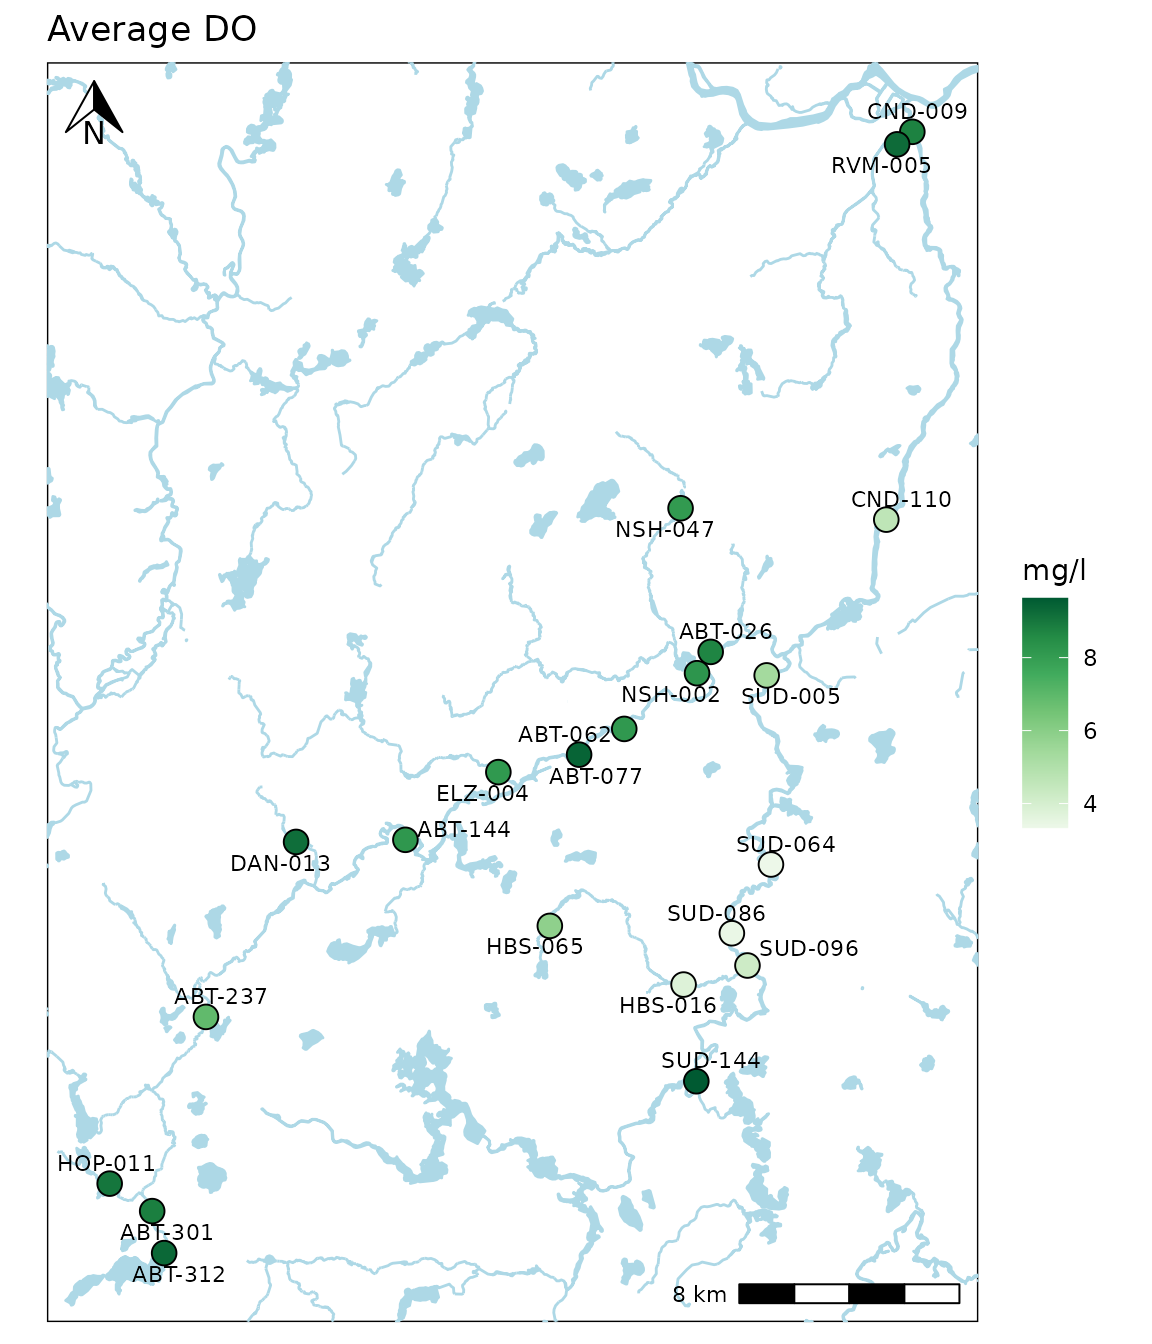 Average DO
N
CND-009
RVM-005
CND-110
NSH-047
mg/l
8
6
4
ABT-026
NSH-002
SUD-005
ABT-062
ABT-077
ELZ-004
ABT-144
DAN-013
SUD-064
SUD-086
SUD-096
HBS-065
HBS-016
ABT-237
SUD-144
HOP-011
ABT-301
ABT-312
8 km